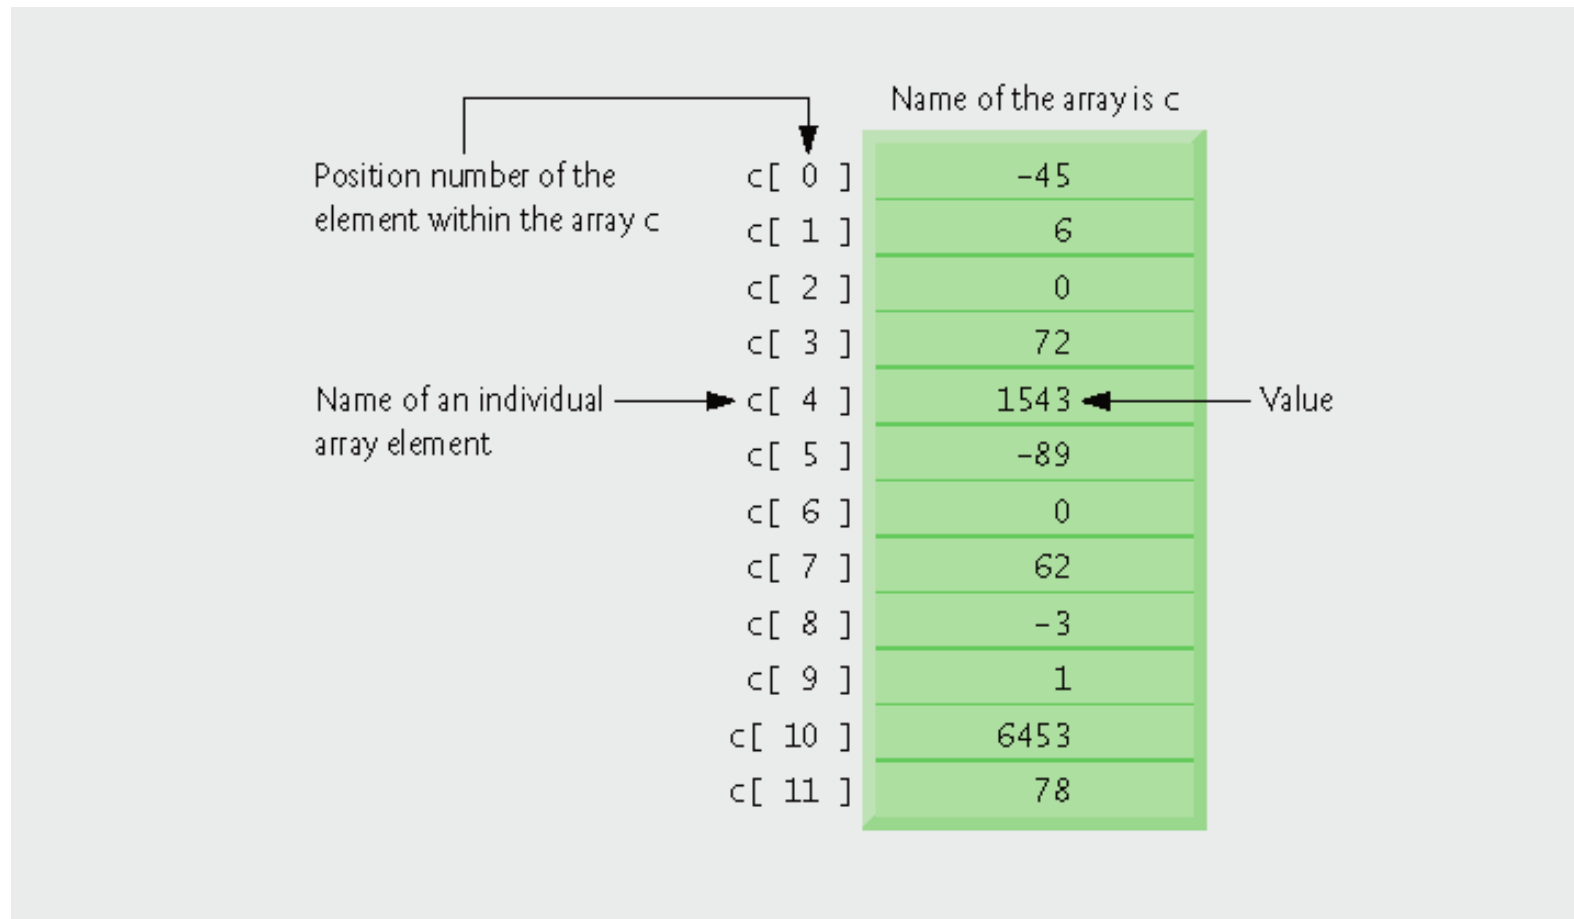 Name of the array is c
Position number of the
element within the array c
c[ 0 ] -45
c[ 1 ] 6
c[ 2 ] 0
c[ 3 ] 72
Name of an individual
array element
c[ 4 ] 1543
Value
c[ 5 ] -89
c[ 6 ] 0
c[ 7 ] 62
c[ 8 ] -3
c[ 9 ] 1
c[ 10 ] 6453
c[ 11 ] 78